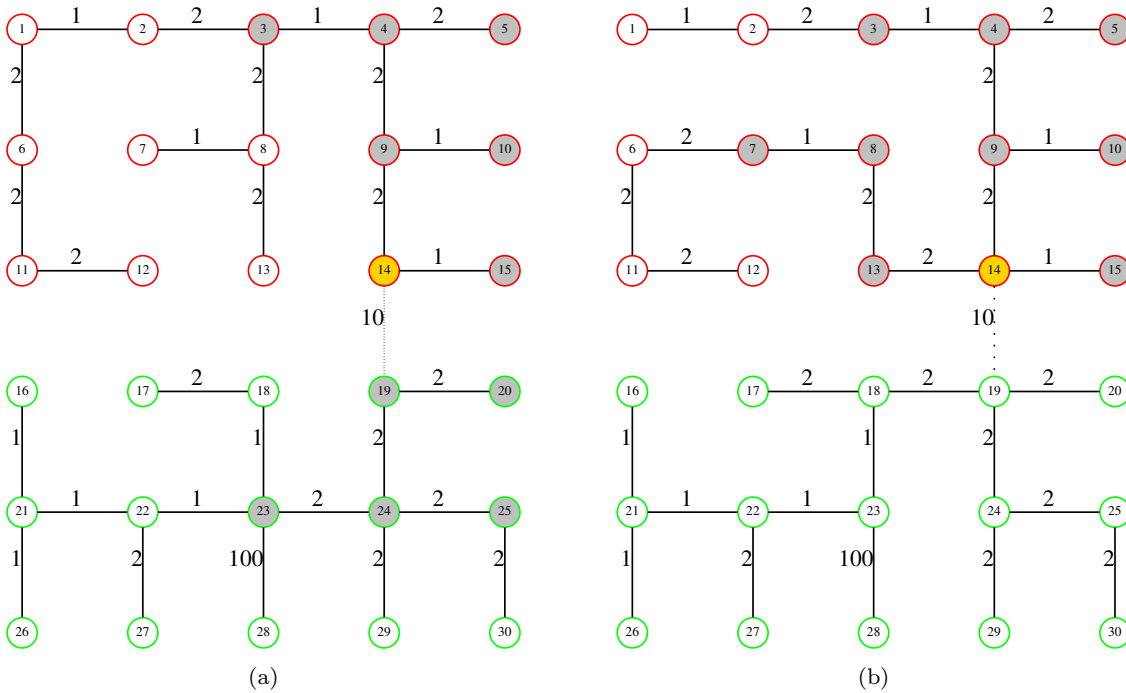 1 2 1 2 1 2 1 2
1 2 3 4 5 1 2 3 4 5
2 2 2 2
1 1 2 1 1
6 7 8 9 10 6 7 8 9 10
2 2 2 2 2 2
2 1 2 2 1
11 12 13 14 15 11 12 13 14 15
10 10
2 2 2 2 2
16 17 18 19 20 16 17 18 19 20
1 1 2 1 1 2
1 1 2 2 1 1 2
21 22 23 24 25 21 22 23 24 25
1 2 100 2 2 1 2 100 2 2
26 27 28 29 30 26 27 28 29 30
(a) (b)